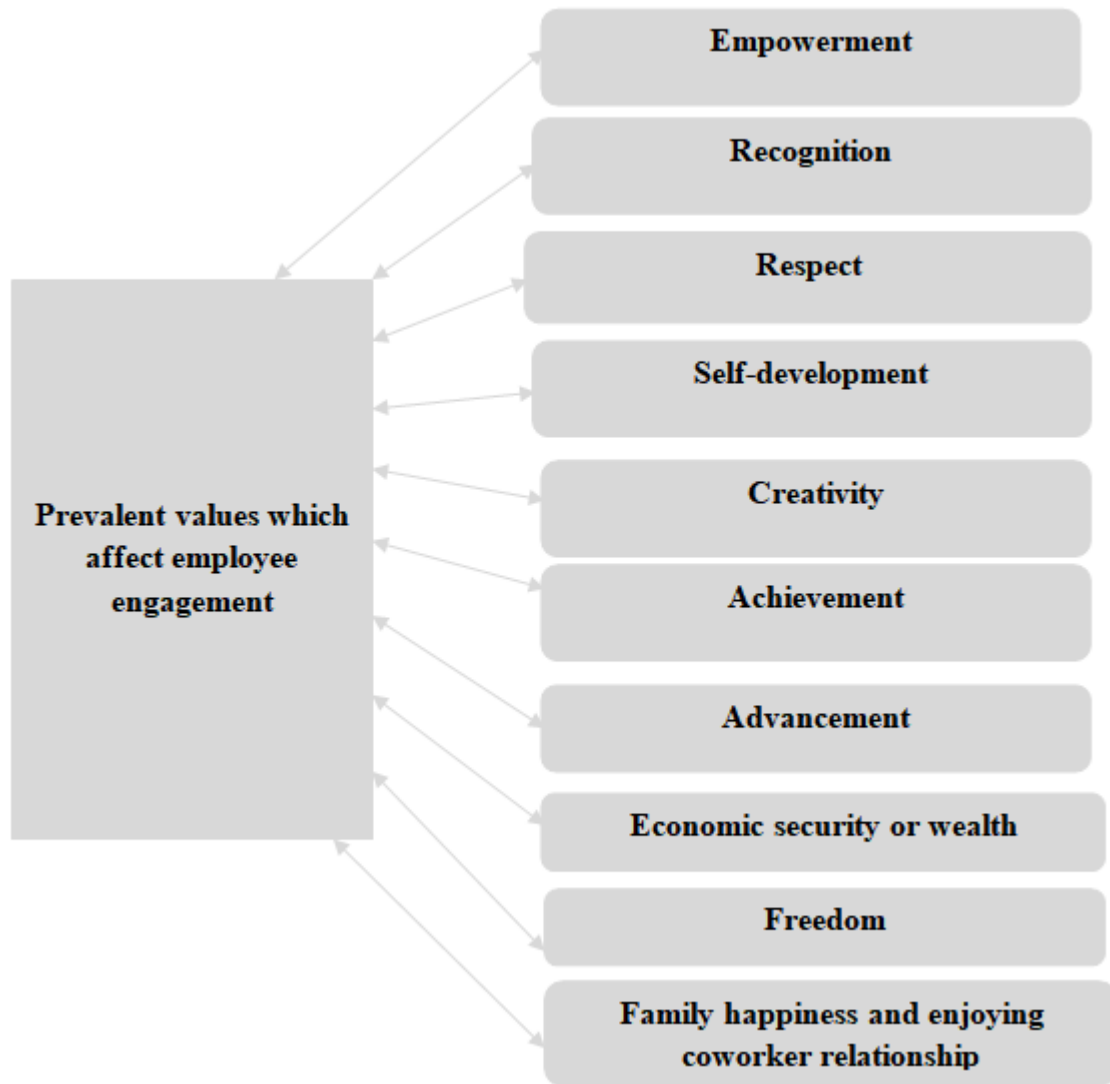 Empowerment
Recognition
Respect
Self-development
Creativity
Prevalent values which
affect employee
engagement
Achievement
Advancement
Economic security or wealth
Freedom
Family happiness and enjoying
coworker relationship